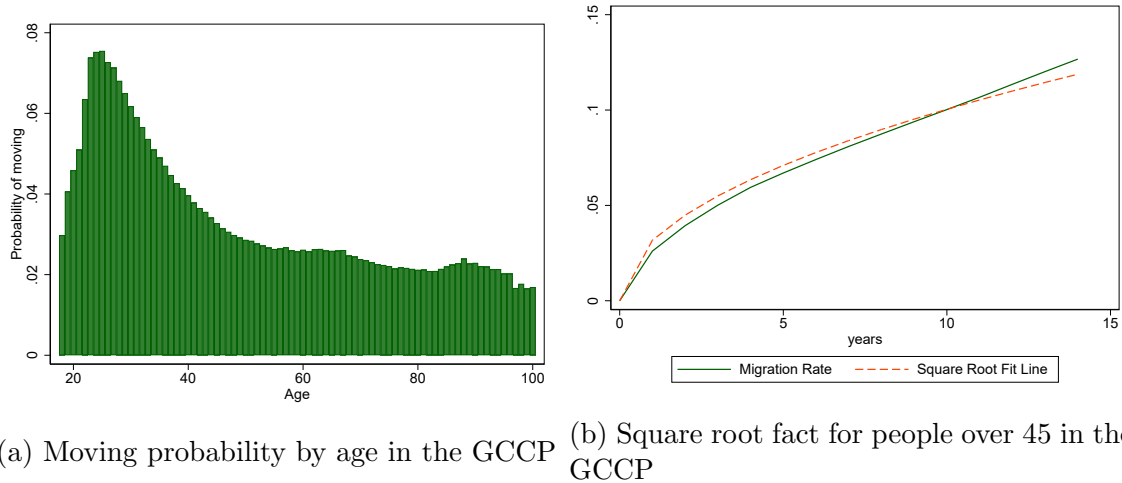 .08
.06
.04
.02
0
Probability of moving
20 40 60 80 100
Age
.15
.1
.05
0
0 5 10 15
years
Migration Rate Square Root Fit Line
(a) Moving probability by age in the GCCP
(b) Square root fact for people over 45 in the
GCCP